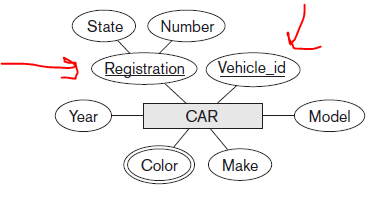 State Number
Registration Vehicle_id
Year CAR Model
Color Make